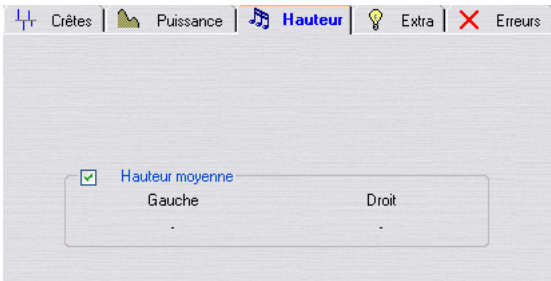 Crêtes Puissance Hauteur Extra Erreurs
Hauteur moyenne
Gauche Droit
- -